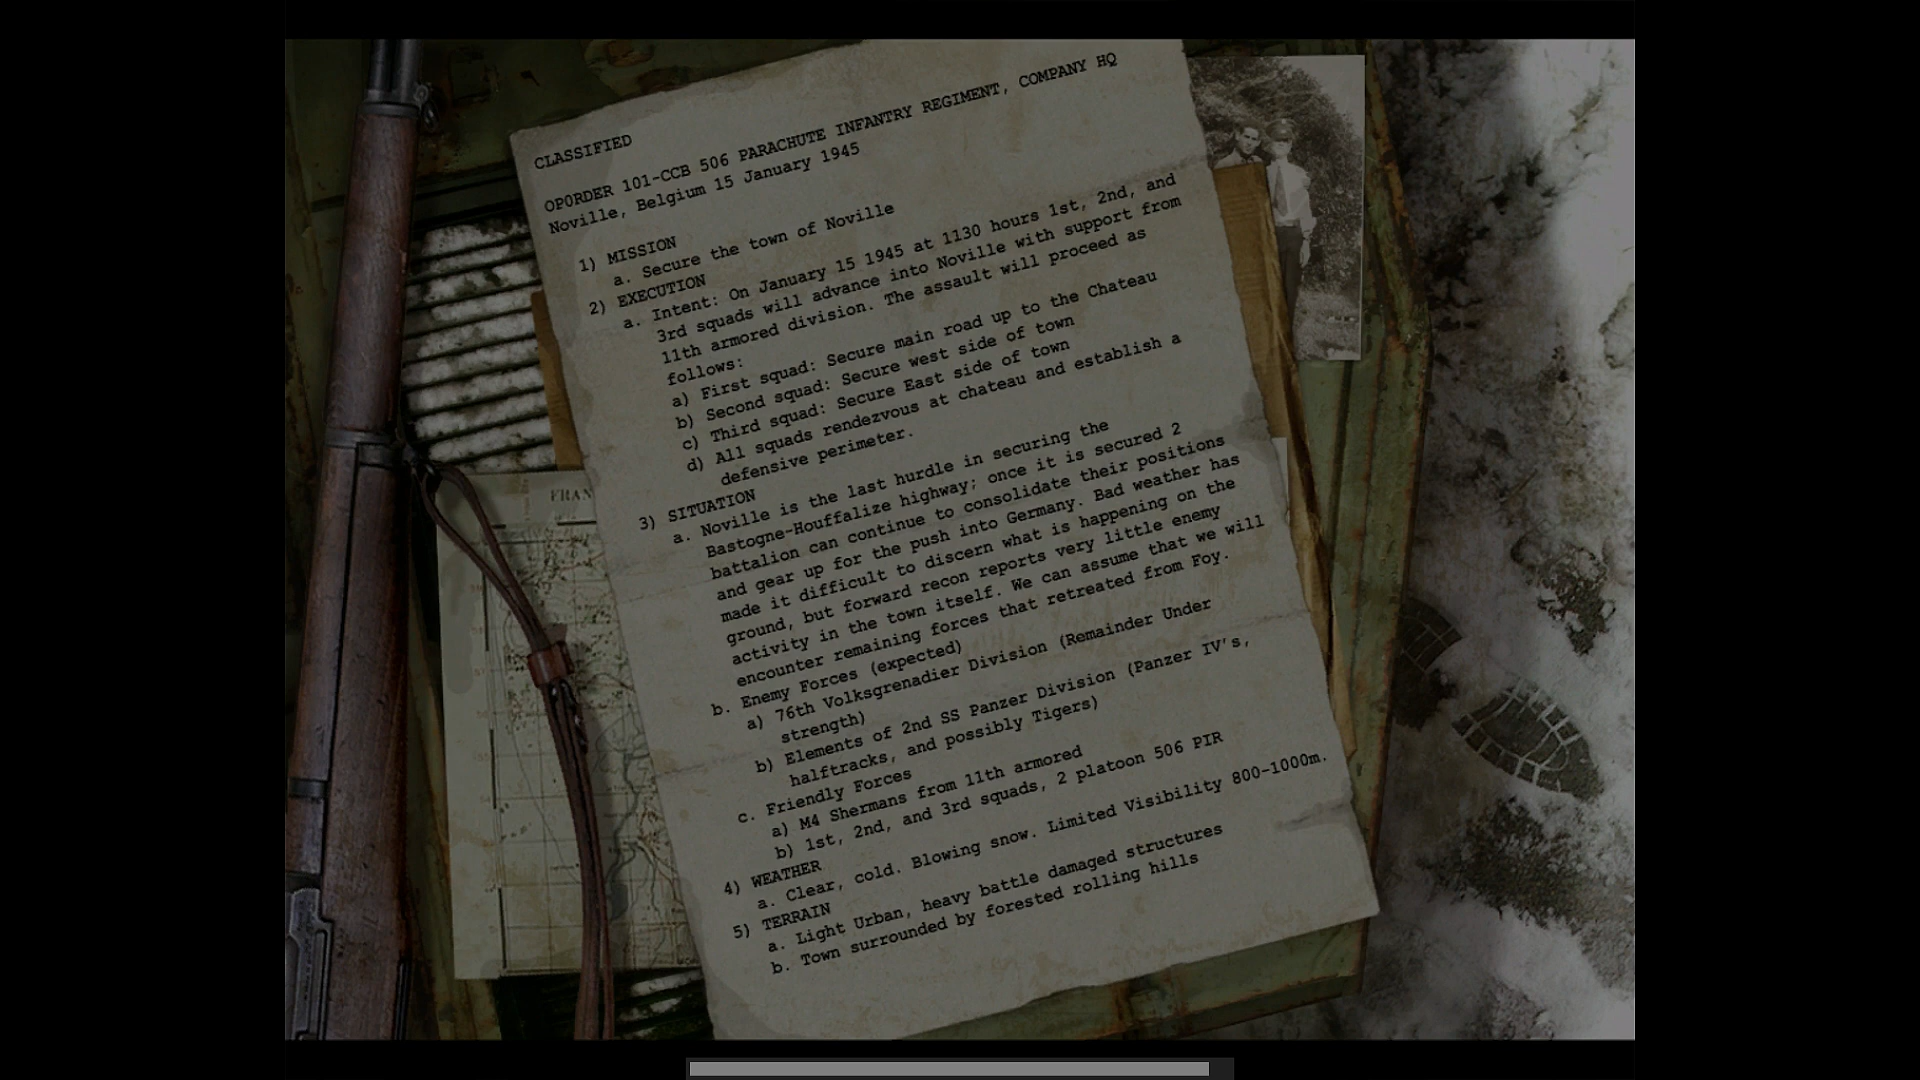 CLASSIFIED
OPORDER 101-CCB 506 PARACHUTE INFANTRY REGIMENT, COMPANY HQ
Noville, Belgium 15 January 1945
1) MISSION
a. Secure the town of Noville
2) EXECUTION
a. Intent: On January 15 1945 at 1130 hours 1st, 2nd, and
3rd squads will advance into Noville with support from
11th armored division. The assault will proceed as
follows:
a) First squad: Secure main road up to the Chateau
b) Second squad: Secure west side of town
c) Third squad: Secure East side of town
d) All squads rendezvous at chateau and establish a
defensive perimeter.
3) SITUATION
a. Noville is the last hurdle in securing the
Bastogne-Houffalize highway; once it is secured 2
battalion can continue to consolidate their positions
and gear up for the push into Germany. Bad weather has
made it difficult to discern what is happening on the
ground, but forward recon reports very little enemy
activity in the town itself. We can assume that we will
encounter remaining forces that retreated from Foy.
b. Enemy Forces (expected)
a) 76th Volksgrenadier Division (Remainder Under
strength)
b) Elements of 2nd SS Panzer Division (Panzer IV's,
halftracks, and possibly Tigers)
c. Friendly Forces
a) M4 Shermans from 11th armored
b) 1st, 2nd, and 3rd squads, 2 platoon 506 PIR
4) WEATHER
a. Clear, cold. Blowing snow. Limited Visibility 800-1000m.
5) TERRAIN
a. Light Urban, heavy battle damaged structures
b. Town surrounded by forested rolling hills
FRAN